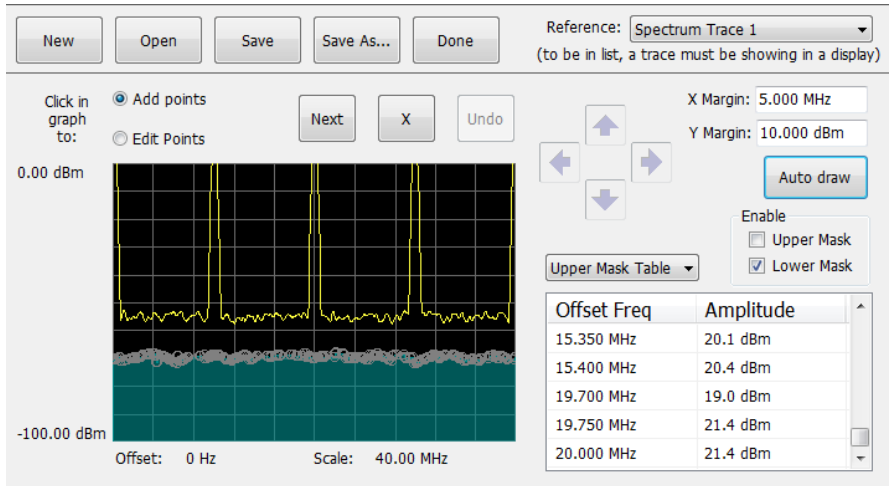 New
Open
Save
Save As...
Done
Reference: Spectrum Trace 1
(to be in list, a trace must be showing in a display)
Click in
graph
to:
Add points
Edit Points
Next
X
Undo
X Margin: 5.000 MHz
Y Margin: 10.000 dBm
Auto draw
Enable
Upper Mask
Lower Mask
0.00 dBm
-100.00 dBm
Offset: 0 Hz
Scale: 40.00 MHz
Upper Mask Table
Offset Freq Amplitude
15.350 MHz 20.1 dBm
15.400 MHz 20.4 dBm
19.700 MHz 19.0 dBm
19.750 MHz 21.4 dBm
20.000 MHz 21.4 dBm